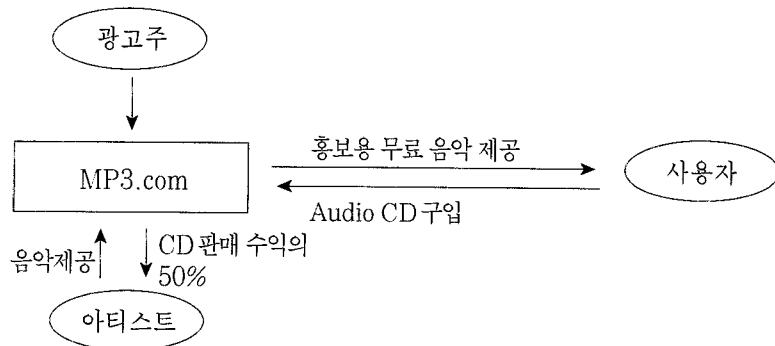 광고주
홍보용 무료 음악 제공
MP3.com
사용자
Audio CD 구입
음악제공
CD 판매 수익의
50%
아티스트